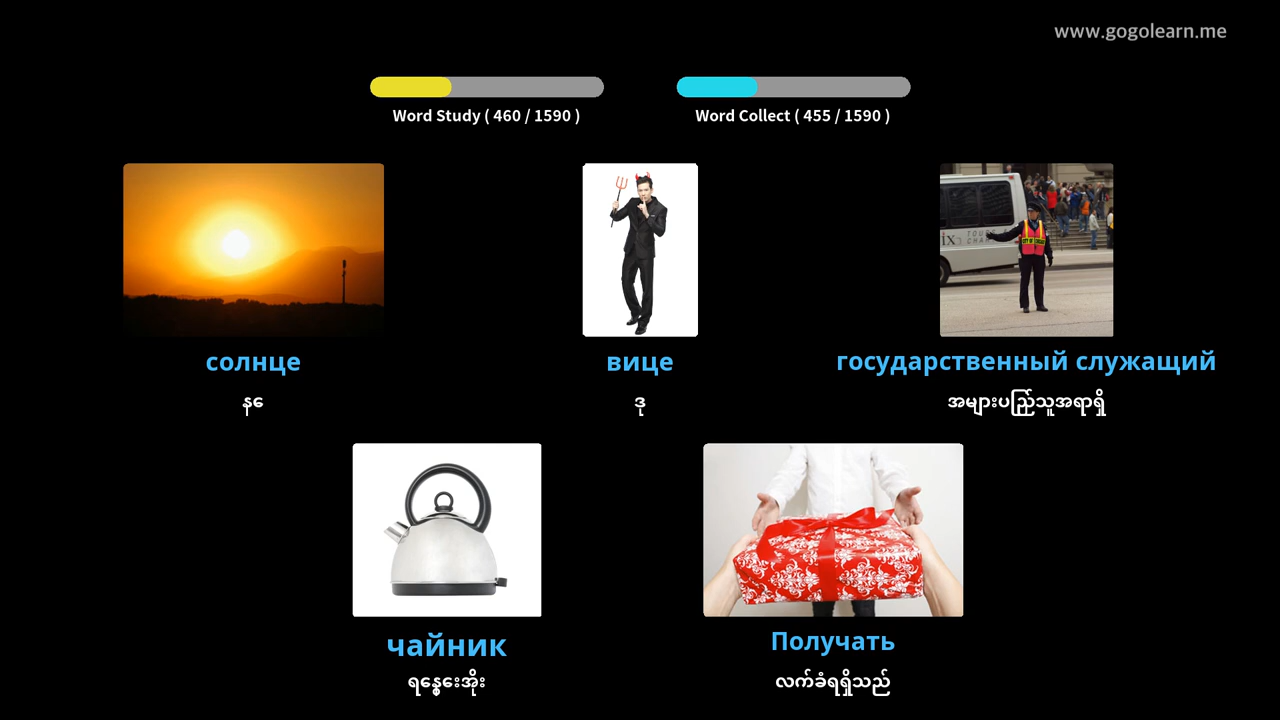 www.gogolearn.me
Word Study ( 460 / 1590 )
Word Collect ( 455 / 1590 )
солнце
вице
государственный служащий
နေ
ဒု
အများပြည်သူအရာရှိ
чайник
Получать
ရေနွေးအိုး
လက်ခံရရှိသည်